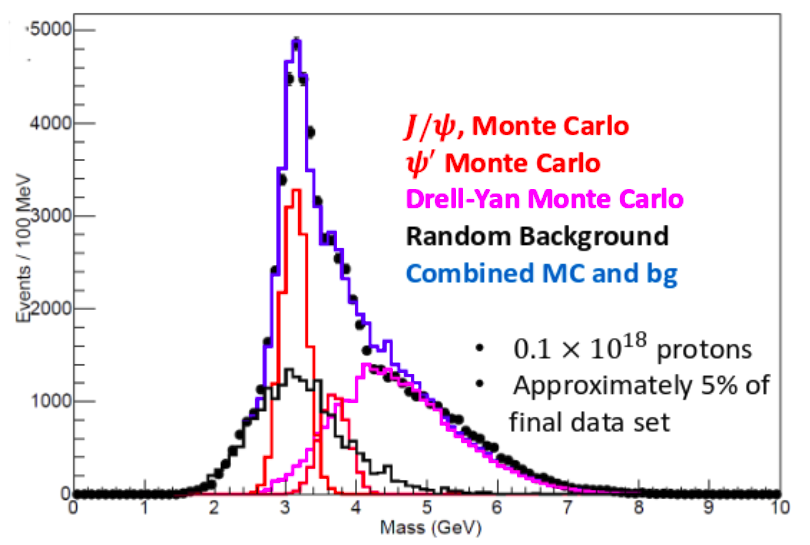 5000
4000
3000
2000
1000
0
Events / 100 MeV
J/ψ, Monte Carlo
ψ′ Monte Carlo
Drell-Yan Monte Carlo
Random Background
Combined MC and bg
• 0.1 × 10¹⁸ protons
• Approximately 5% of
final data set
0 1 2 3 4 5 6 7 8 9 10
Mass (GeV)